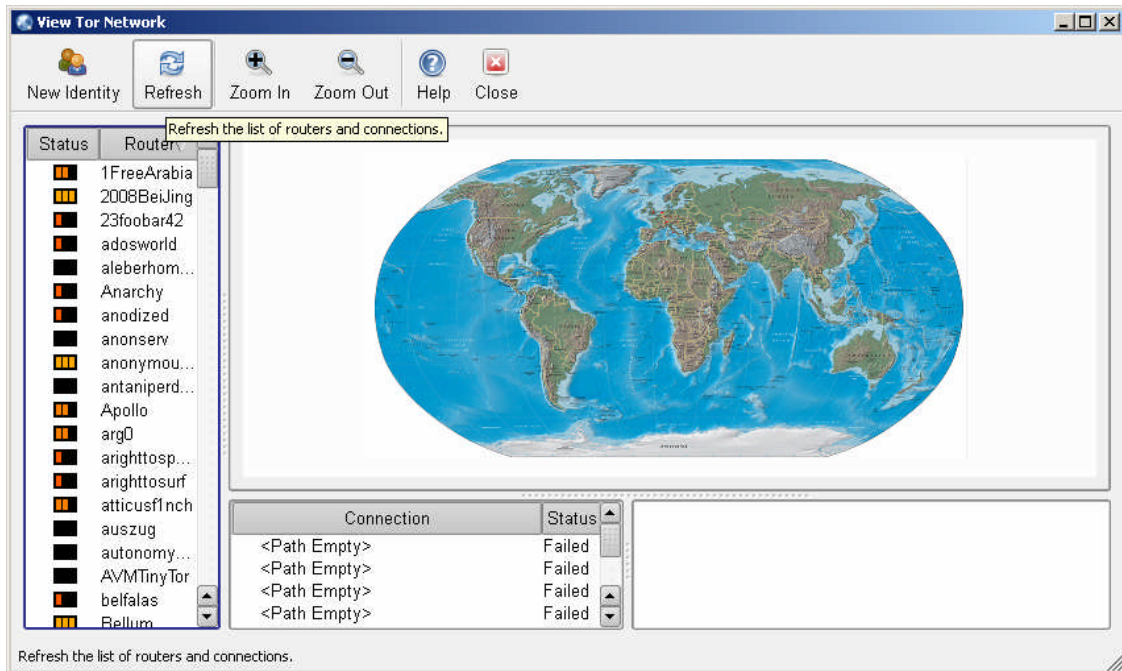 View Tor Network
New Identity Refresh Zoom In Zoom Out Help Close
Refresh the list of routers and connections.
Status Router
1FreeArabia
2008BeiJing
23foobar42
adosworld
aleberhom...
Anarchy
anodized
anonserv
anonymou...
antaniperd...
Apollo
arg0
arighttosp...
arighttosurf
atticusf1nch
auszug
autonomy...
AVMTinyTor
belfalas
Bellum
Connection Status
<Path Empty> Failed
<Path Empty> Failed
<Path Empty> Failed
<Path Empty> Failed
Refresh the list of routers and connections.